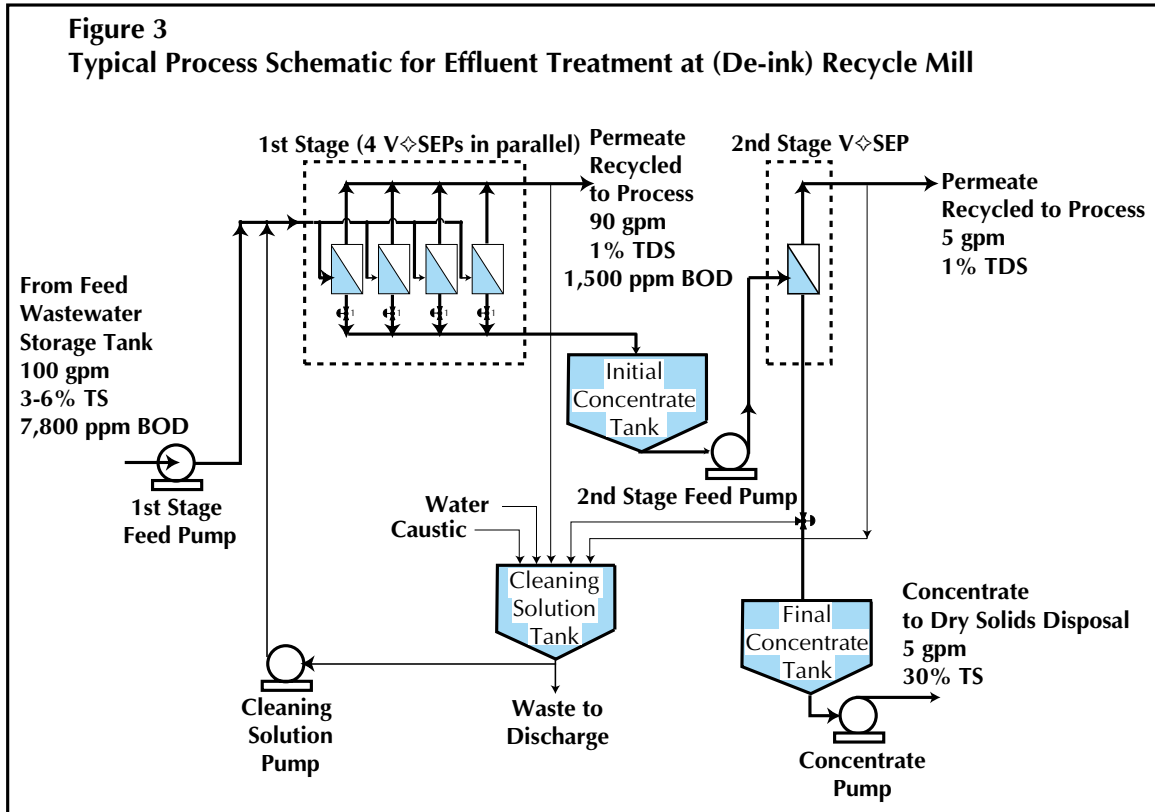 Figure 3
Typical Process Schematic for Effluent Treatment at (De-ink) Recycle Mill
1st Stage (4 V✧SEPs in parallel)
Permeate
Recycled
to Process
90 gpm
1% TDS
1,500 ppm BOD
2nd Stage V✧SEP
Permeate
Recycled to Process
5 gpm
1% TDS
From Feed
Wastewater
Storage Tank
100 gpm
3-6% TS
7,800 ppm BOD
1st Stage
Feed Pump
1
1
1
1
Initial
Concentrate
Tank
2nd Stage Feed Pump
Water
Caustic
Cleaning
Solution
Tank
Cleaning
Solution
Pump
Waste to
Discharge
Final
Concentrate
Tank
Concentrate
to Dry Solids Disposal
5 gpm
30% TS
Concentrate
Pump